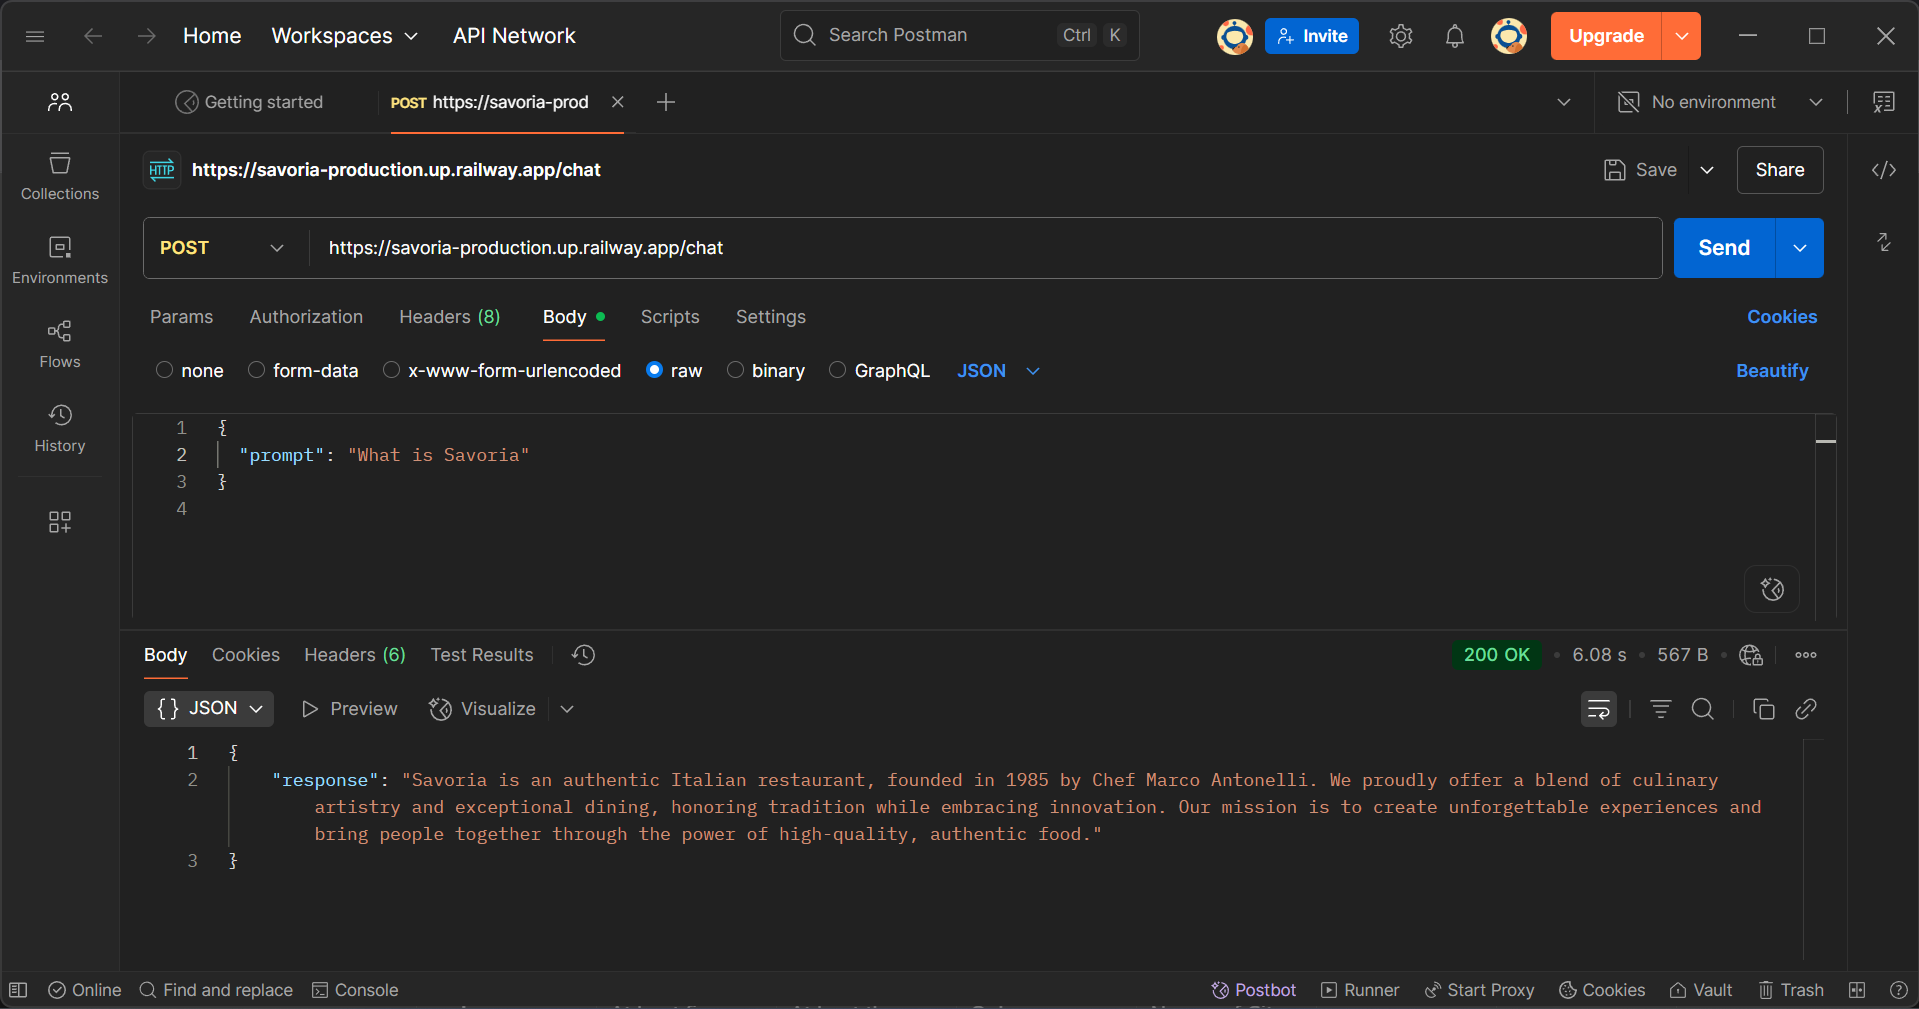 Home Workspaces API Network Search Postman Ctrl K Invite Upgrade
Getting started POST https://savoria-prod No environment
HTTP https://savoria-production.up.railway.app/chat Save Share
Collections
POST https://savoria-production.up.railway.app/chat Send
Environments
Params Authorization Headers (8) Body Scripts Settings Cookies
Flows
none form-data x-www-form-urlencoded raw binary GraphQL JSON Beautify
History
1 {
2 "prompt": "What is Savoria"
3 }
4
Body Cookies Headers (6) Test Results 200 OK • 6.08 s • 567 B •
{} JSON Preview Visualize
1 {
2 "response": "Savoria is an authentic Italian restaurant, founded in 1985 by Chef Marco Antonelli. We proudly offer a blend of culinary
artistry and exceptional dining, honoring tradition while embracing innovation. Our mission is to create unforgettable experiences and
bring people together through the power of high-quality, authentic food."
3 }
Online Find and replace Console Postbot Runner Start Proxy Cookies Vault Trash